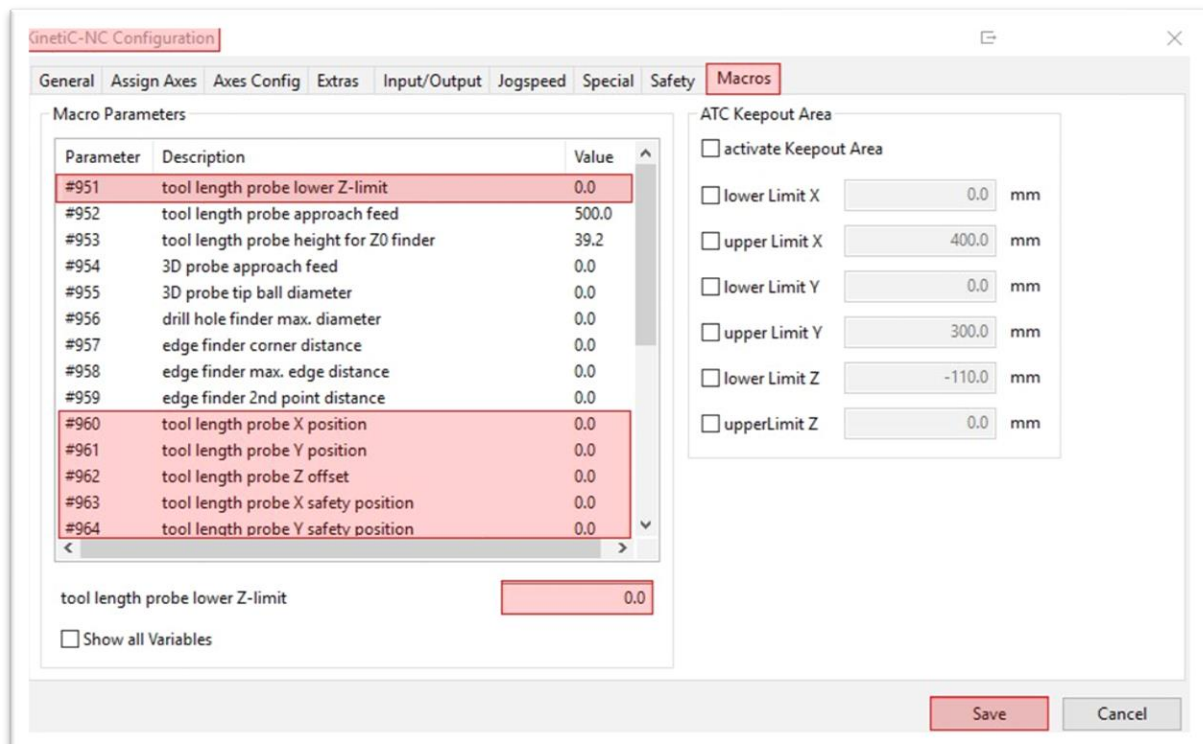 KinetiC-NC Configuration
General Assign Axes Axes Config Extras Input/Output Jogspeed Special Safety Macros
Macro Parameters
Parameter Description Value
#951 tool length probe lower Z-limit 0.0
#952 tool length probe approach feed 500.0
#953 tool length probe height for Z0 finder 39.2
#954 3D probe approach feed 0.0
#955 3D probe tip ball diameter 0.0
#956 drill hole finder max. diameter 0.0
#957 edge finder corner distance 0.0
#958 edge finder max. edge distance 0.0
#959 edge finder 2nd point distance 0.0
#960 tool length probe X position 0.0
#961 tool length probe Y position 0.0
#962 tool length probe Z offset 0.0
#963 tool length probe X safety position 0.0
#964 tool length probe Y safety position 0.0
tool length probe lower Z-limit 0.0
Show all Variables
ATC Keepout Area
activate Keepout Area
lower Limit X 0.0 mm
upper Limit X 400.0 mm
lower Limit Y 0.0 mm
upper Limit Y 300.0 mm
lower Limit Z -110.0 mm
upperLimit Z 0.0 mm
Save Cancel